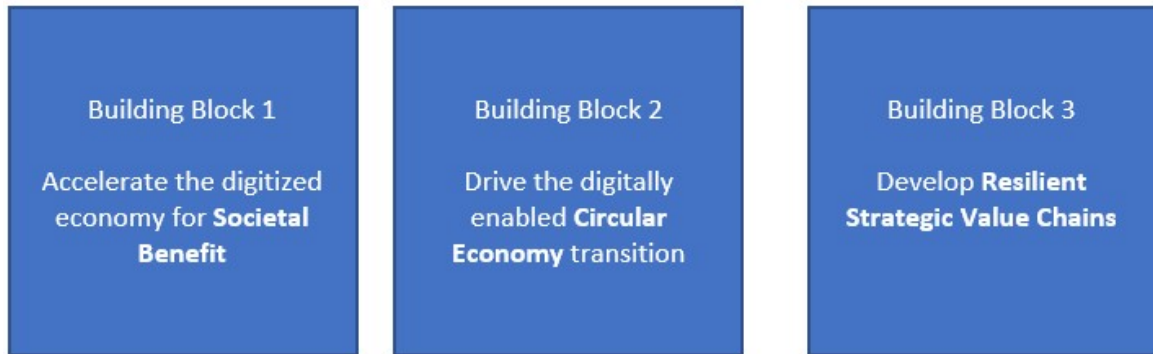 Building Block 1
Accelerate the digitized
economy for Societal
Benefit
Building Block 2
Drive the digitally
enabled Circular
Economy transition
Building Block 3
Develop Resilient
Strategic Value Chains